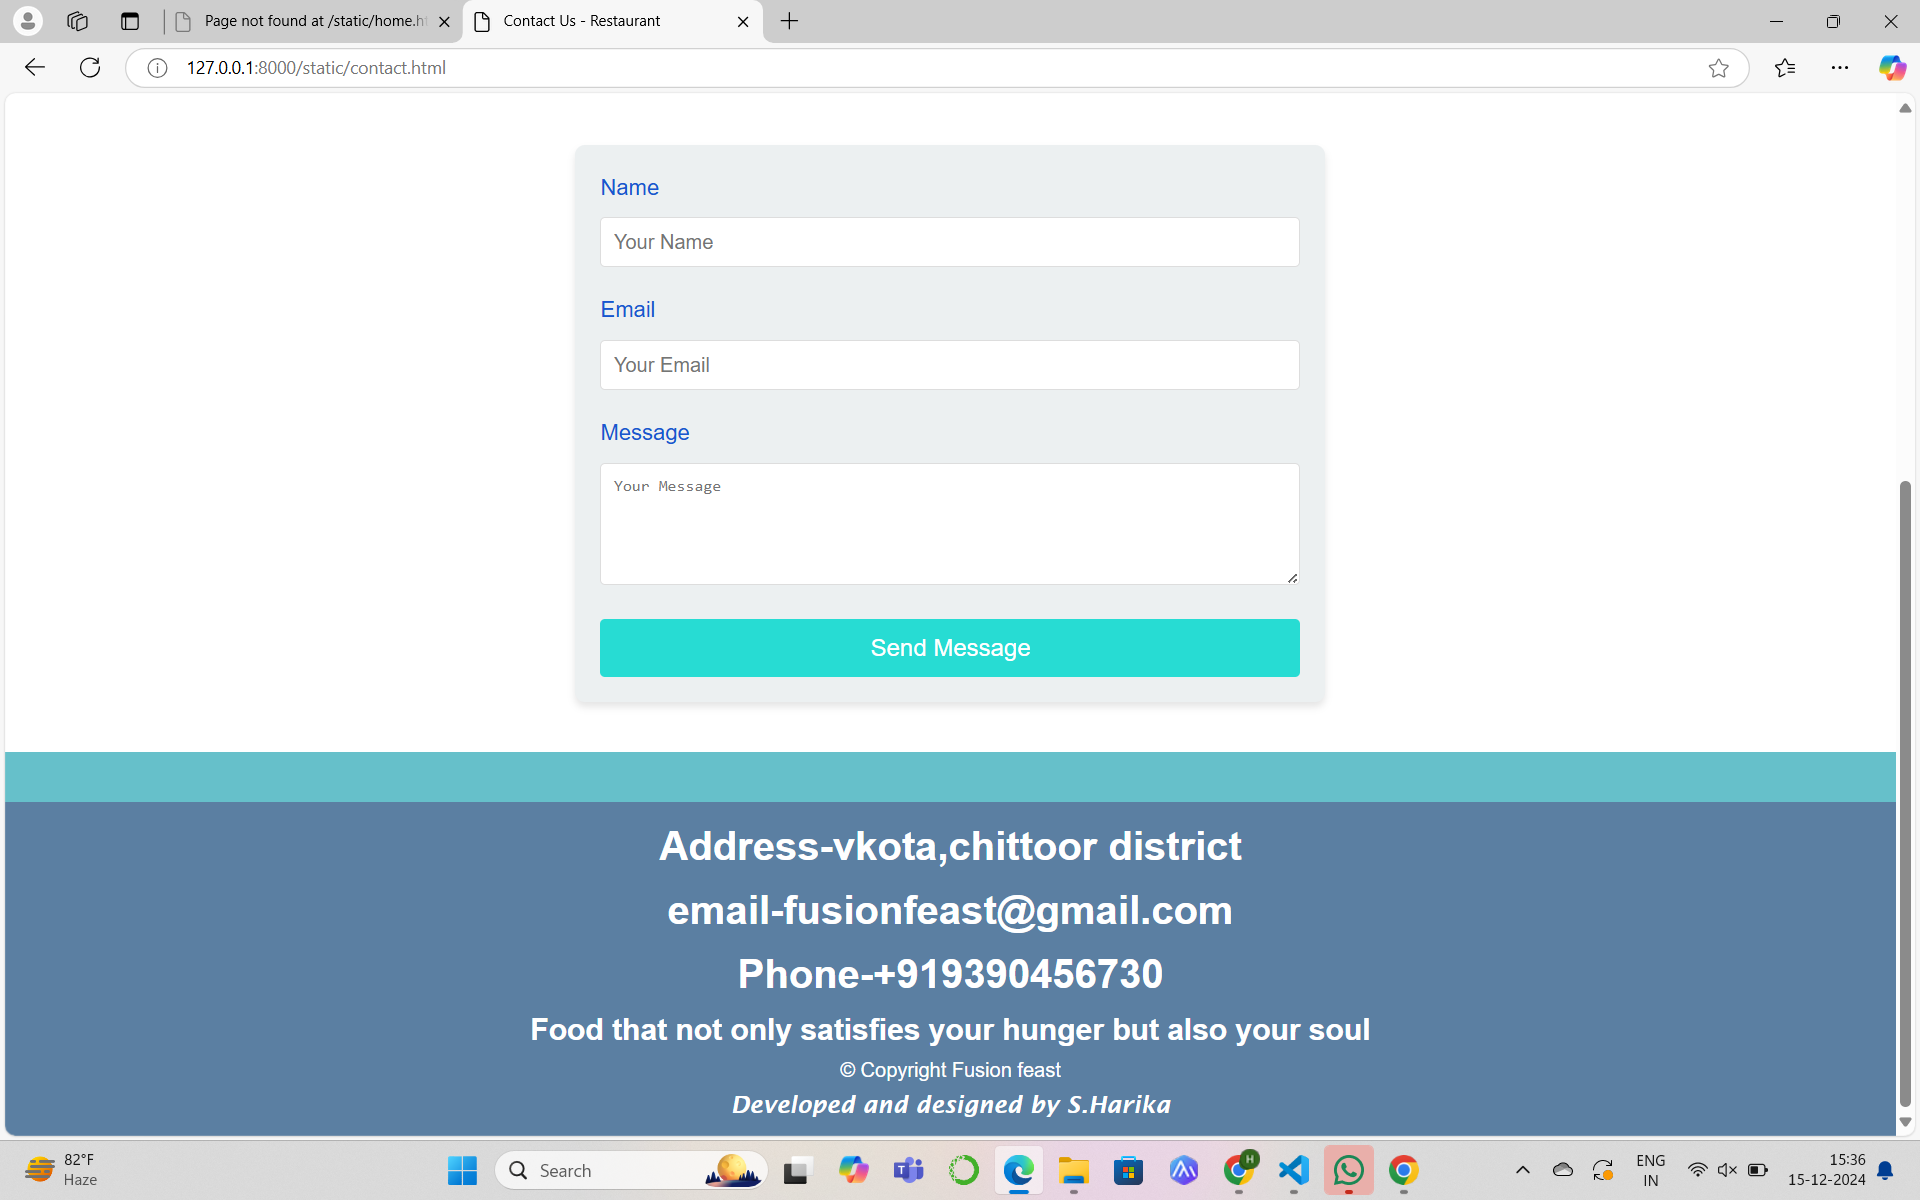 Page not found at /static/home.ht
Contact Us - Restaurant
127.0.0.1:8000/static/contact.html
Name
Your Name
Email
Your Email
Message
Your Message
Send Message
Address-vkota,chittoor district
email-fusionfeast@gmail.com
Phone-+919390456730
Food that not only satisfies your hunger but also your soul
© Copyright Fusion feast
Developed and designed by S.Harika
82°F
Haze
Search
H
ENG
IN
15:36
15-12-2024